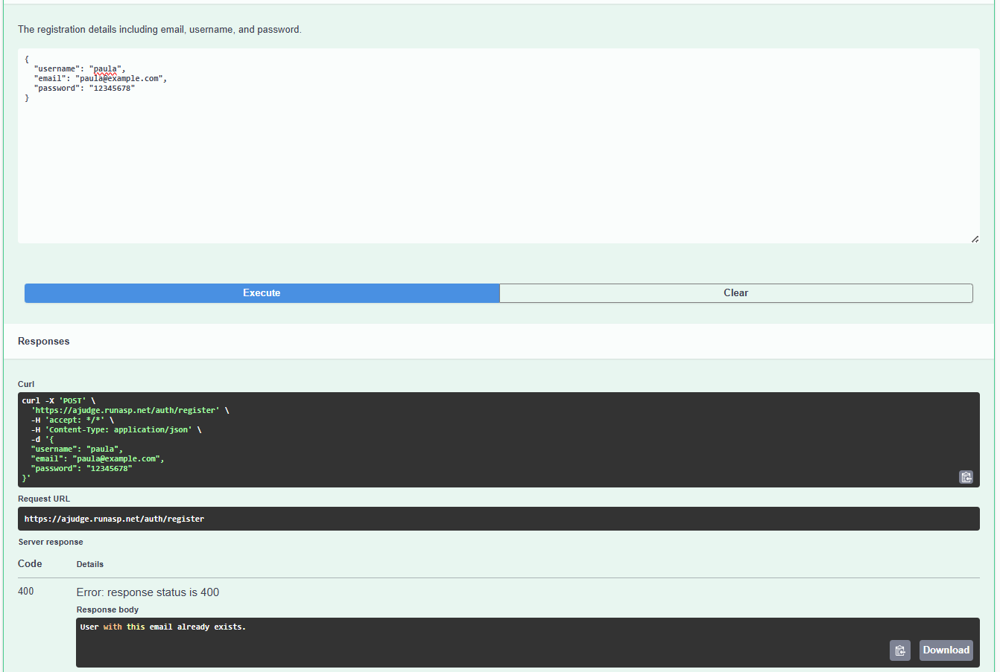 The registration details including email, username, and password.
{
  "username": "paula",
  "email": "paula@example.com",
  "password": "12345678"
}
Execute
Clear
Responses
Curl
curl -X 'POST' \
  'https://ajudge.runasp.net/auth/register' \
  -H 'accept: */*' \
  -H 'Content-Type: application/json' \
  -d '{
  "username": "paula",
  "email": "paula@example.com",
  "password": "12345678"
}'
Request URL
https://ajudge.runasp.net/auth/register
Server response
Code Details
400 Error: response status is 400
Response body
User with this email already exists.
Download